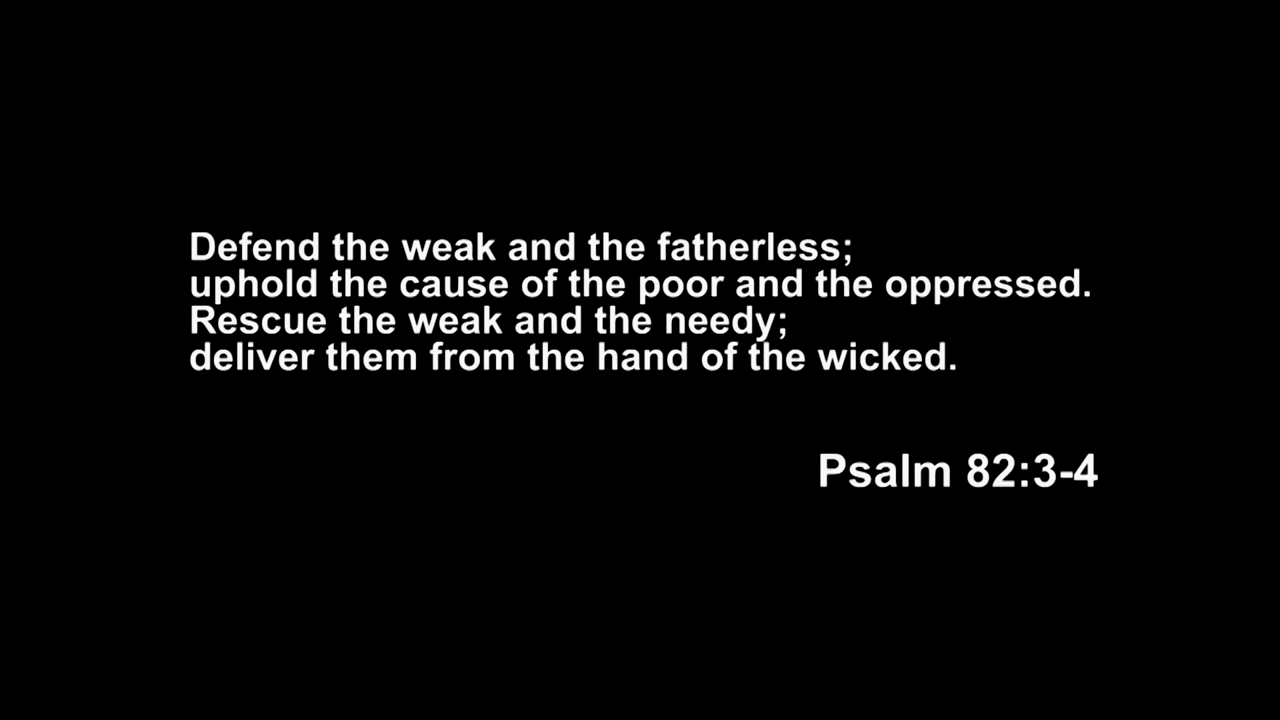 Defend the weak and the fatherless;
uphold the cause of the poor and the oppressed.
Rescue the weak and the needy;
deliver them from the hand of the wicked.
Psalm 82:3-4